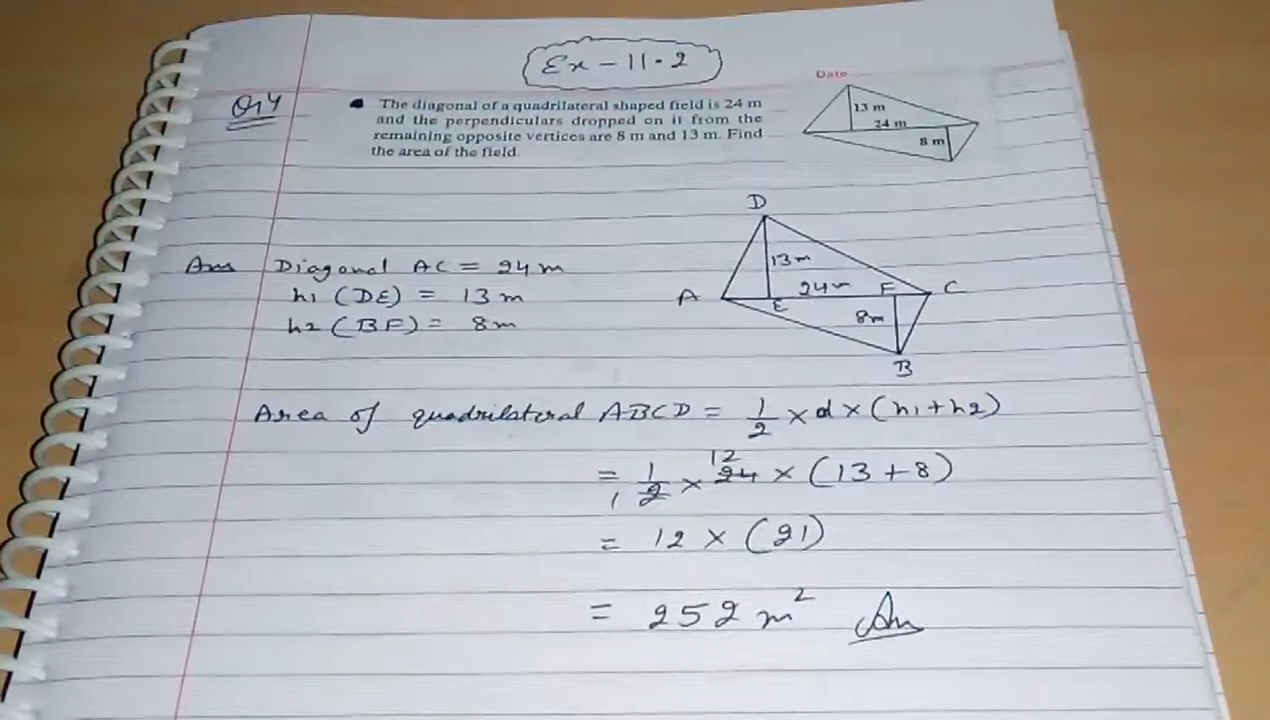 Ex - 11.2
Date
Q.4
The diagonal of a quadrilateral shaped field is 24 m
and the perpendiculars dropped on it from the
remaining opposite vertices are 8 m and 13 m. Find
the area of the field.
13 m
24 m
8 m
D
13m
24m
A
E
F
C
8m
B
Ans Diagonal AC = 24m
h1 (DE) = 13m
h2 (BF) = 8m
Area of quadrilateral ABCD = 1/2 × d × (h1+h2)
= 1/2 × 24 × (13+8)
1 12
= 12 × (21)
= 252 m² Ans